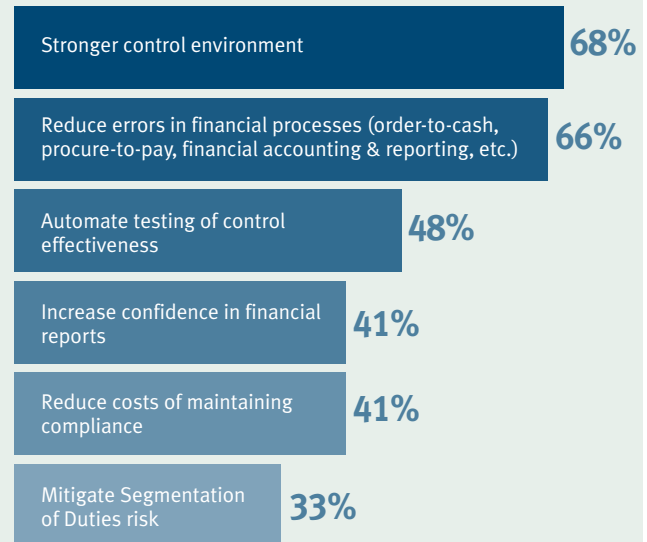 Stronger control environment
68%
Reduce errors in financial processes (order-to-cash,
procure-to-pay, financial accounting & reporting, etc.)
66%
Automate testing of control
effectiveness
48%
Increase confidence in financial
reports
41%
Reduce costs of maintaining
compliance
41%
Mitigate Segmentation
of Duties risk
33%